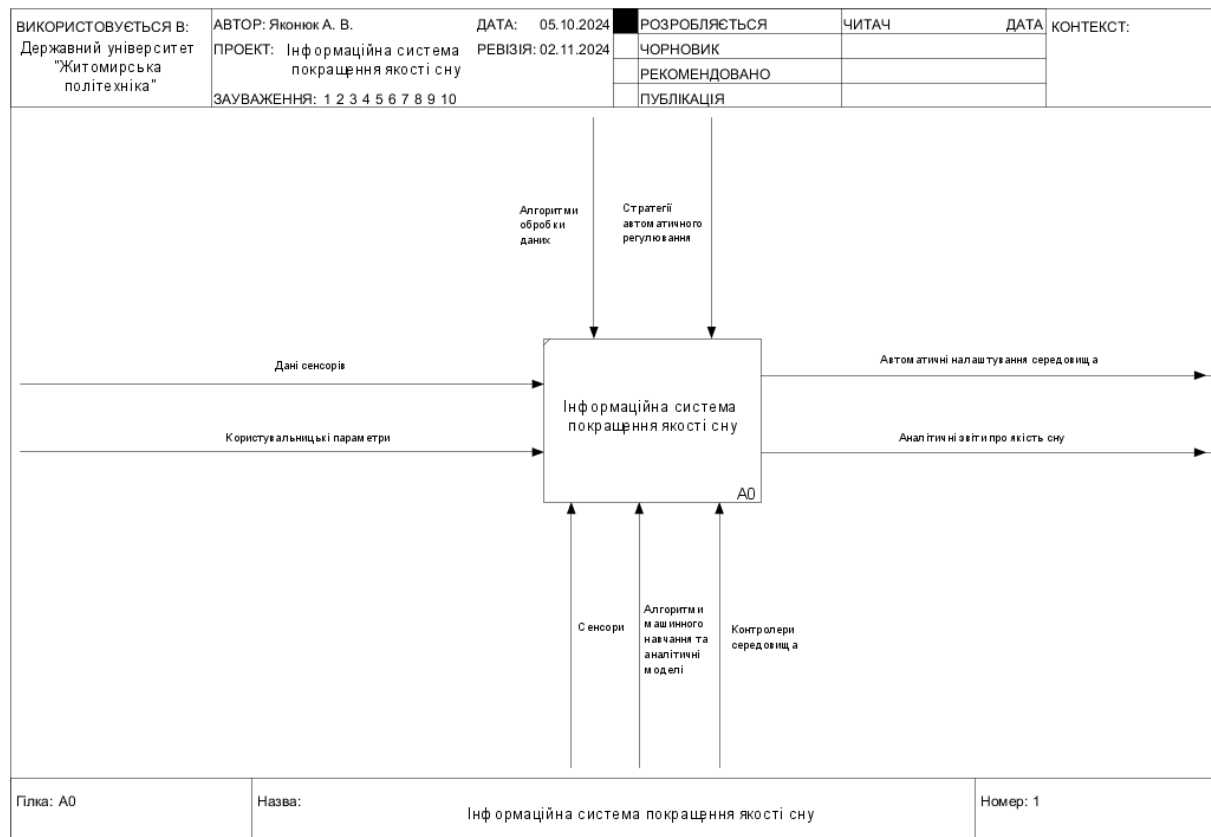 ВИКОРИСТОВУЄТЬСЯ В:
Державний університет
"Житомирська
політехніка"
АВТОР: Яконюк А. В.
ДАТА: 05.10.2024
ПРОЕКТ: Інформаційна система
покращення якості сну
РЕВІЗІЯ: 02.11.2024
ЗАУВАЖЕННЯ: 1 2 3 4 5 6 7 8 9 10
РОЗРОБЛЯЄТЬСЯ
ЧОРНОВИК
РЕКОМЕНДОВАНО
ПУБЛІКАЦІЯ
ЧИТАЧ
ДАТА
КОНТЕКСТ:
Алгоритми
обробки
даних
Стратегії
автоматичного
регулювання
Дані сенсорів
Користувальницькі параметри
Інформаційна система
покращення якості сну
A0
Автоматичні налаштування середовища
Аналітичні звіти про якість сну
Сенсори
Алгоритми
машинного
навчання та
аналітичні
моделі
Контролери
середовища
Гілка: A0
Назва:
Інформаційна система покращення якості сну
Номер: 1